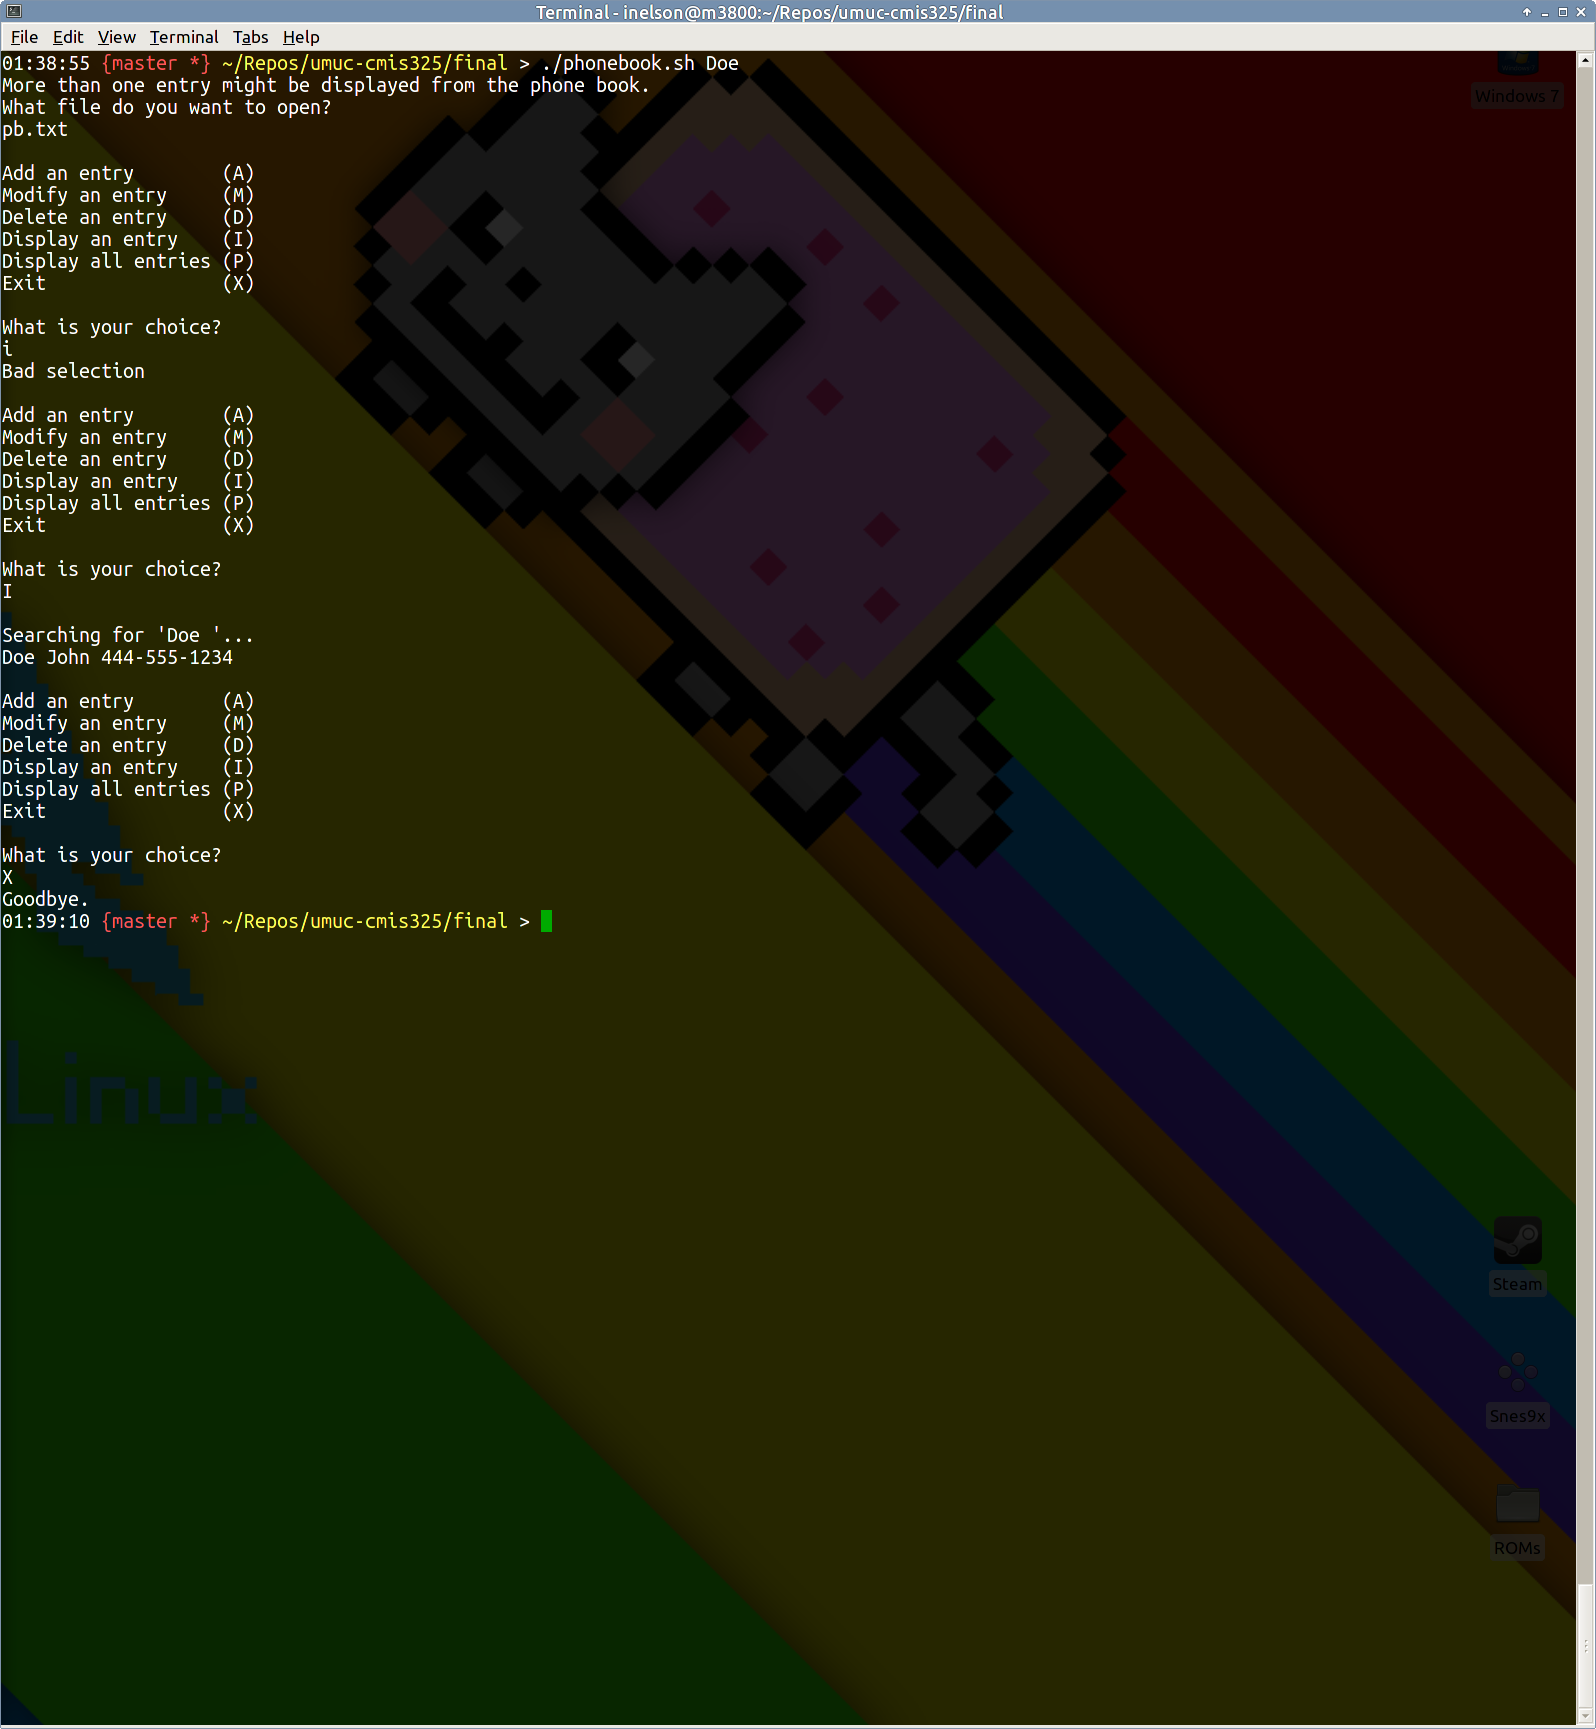 Terminal - inelson@m3800:~/Repos/umuc-cmis325/final
File Edit View Terminal Tabs Help
01:38:55 {master *} ~/Repos/umuc-cmis325/final > ./phonebook.sh Doe
More than one entry might be displayed from the phone book.
What file do you want to open?
pb.txt
Add an entry        (A)
Modify an entry     (M)
Delete an entry     (D)
Display an entry    (I)
Display all entries (P)
Exit                (X)
What is your choice?
i
Bad selection
Add an entry        (A)
Modify an entry     (M)
Delete an entry     (D)
Display an entry    (I)
Display all entries (P)
Exit                (X)
What is your choice?
I
Searching for 'Doe '...
Doe John 444-555-1234
Add an entry        (A)
Modify an entry     (M)
Delete an entry     (D)
Display an entry    (I)
Display all entries (P)
Exit                (X)
What is your choice?
X
Goodbye.
01:39:10 {master *} ~/Repos/umuc-cmis325/final >
Windows 7
Linux
Steam
Snes9x
ROMs